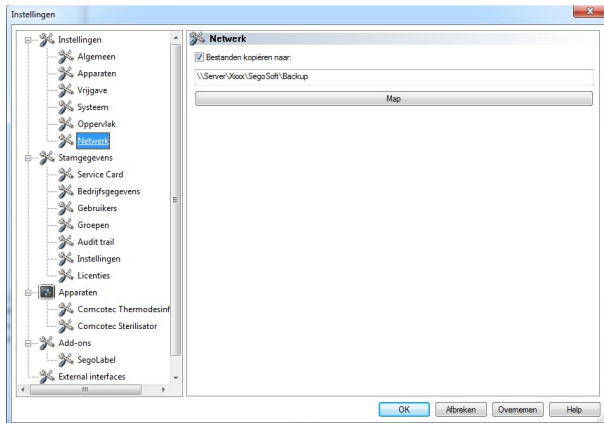 Instellingen
Instellingen
Algemeen
Apparaten
Vrijgave
Systeem
Oppervlak
Netwerk
Stamgegevens
Service Card
Bedrijfsgegevens
Gebruikers
Groepen
Audit trail
Instellingen
Licenties
Apparaten
Comcotec Thermodesinf
Comcotec Sterilisator
Add-ons
SegoLabel
External interfaces
Netwerk
Bestanden kopiëren naar:
\\Server\Xxxx\SegoSoft\Backup
Map
OK Afbreken Overnemen Help